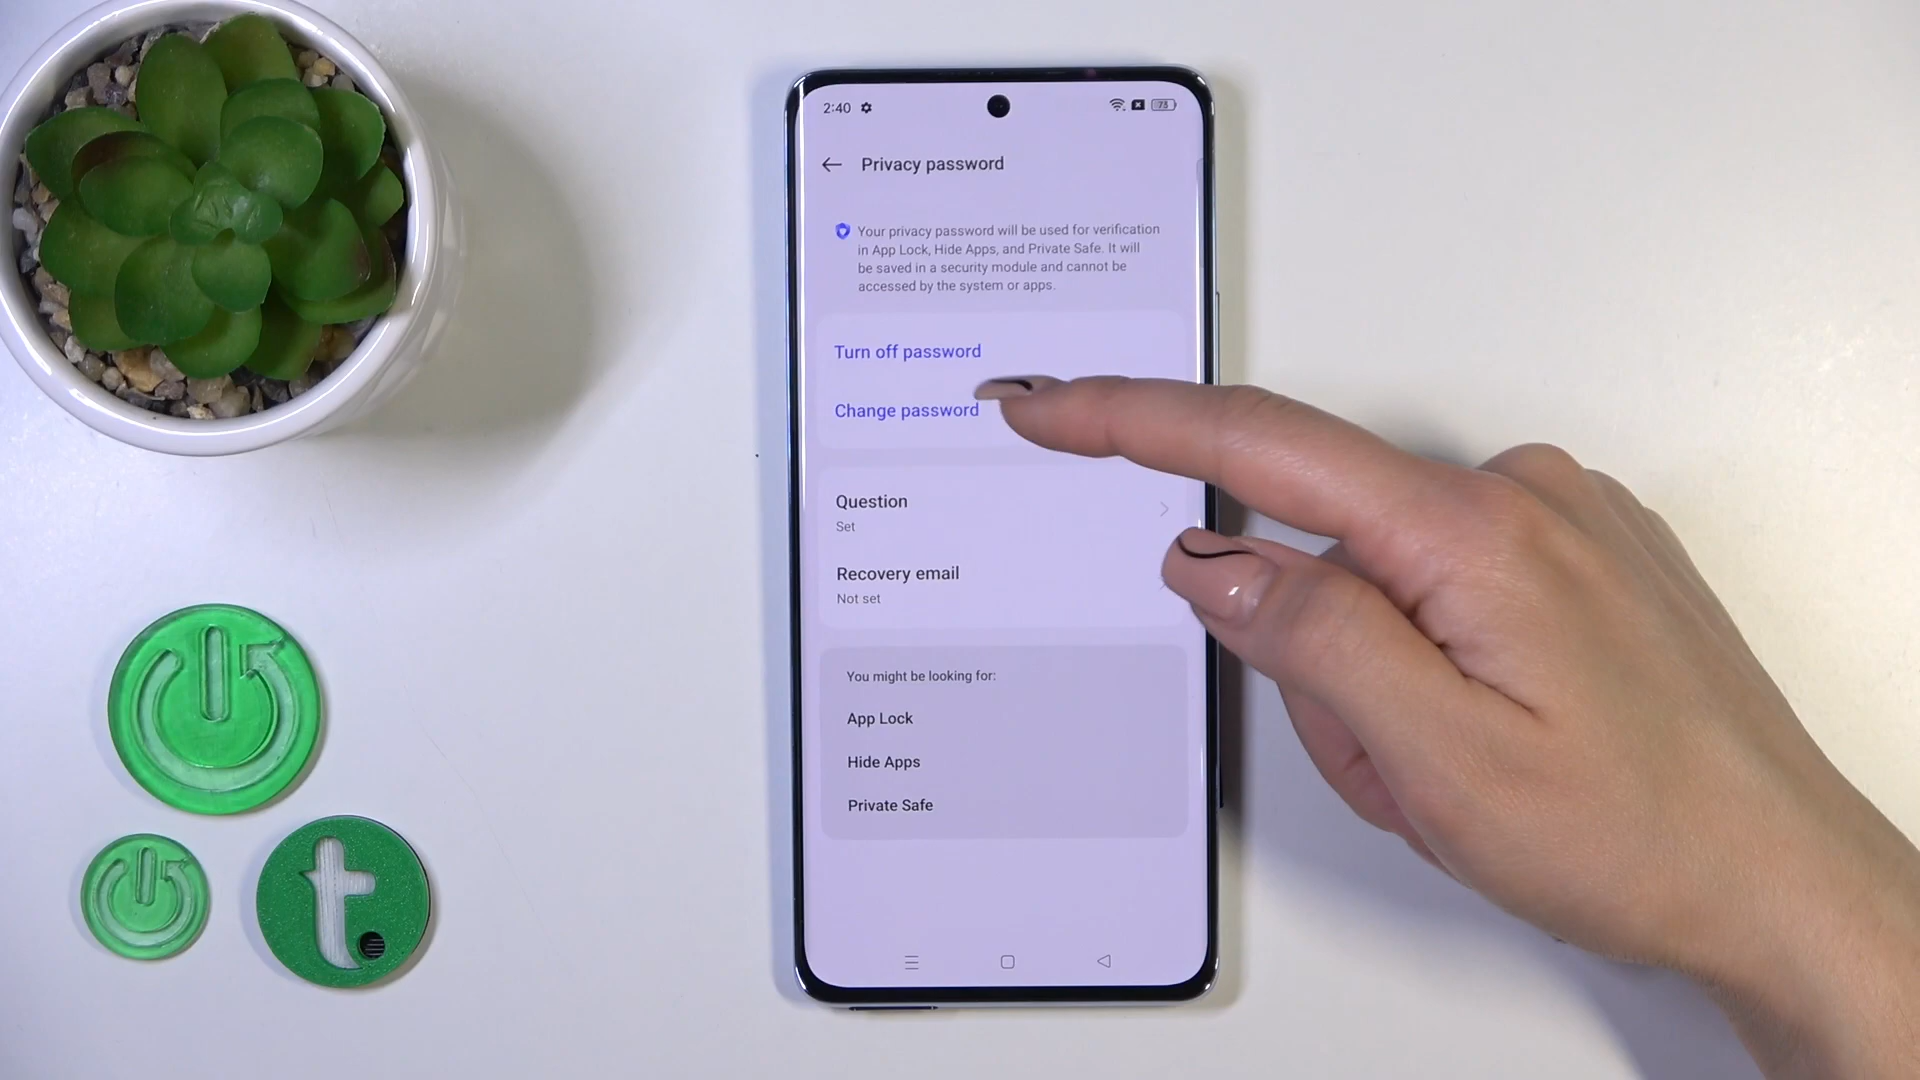 2:40
73
Privacy password
Your privacy password will be used for verification
in App Lock, Hide Apps, and Private Safe. It will
be saved in a security module and cannot be
accessed by the system or apps.
Turn off password
Change password
Question
Set
Recovery email
Not set
You might be looking for:
App Lock
Hide Apps
Private Safe
t.